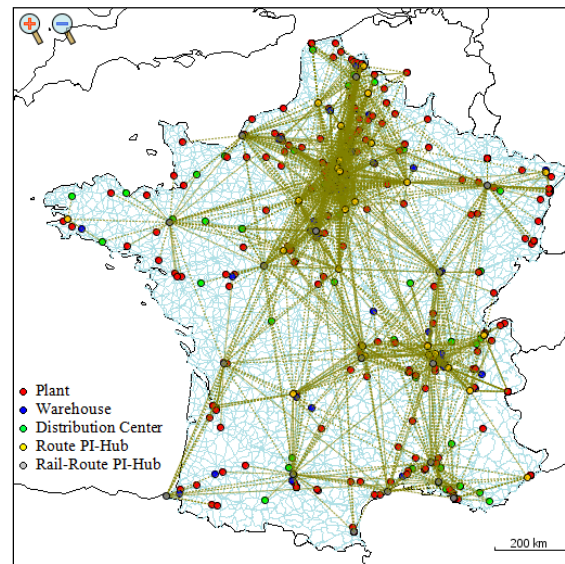 Plant
Warehouse
Distribution Center
Route PI-Hub
Rail-Route PI-Hub
200 km